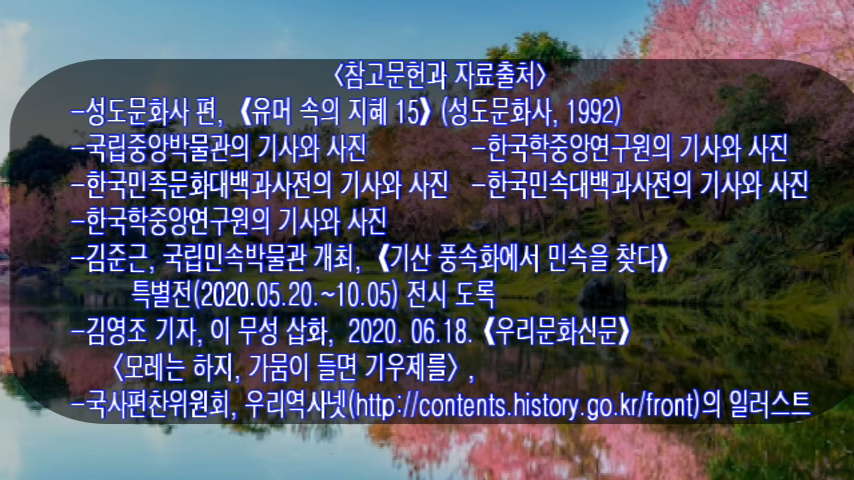 〈참고문헌과 자료출처〉
-성도문화사 편, 《유머 속의 지혜 15》(성도문화사, 1992)
-국립중앙박물관의 기사와 사진 -한국학중앙연구원의 기사와 사진
-한국민족문화대백과사전의 기사와 사진 -한국민속대백과사전의 기사와 사진
-한국학중앙연구원의 기사와 사진
-김준근, 국립민속박물관 개최, 《기산 풍속화에서 민속을 찾다》
특별전(2020.05.20.~10.05) 전시 도록
-김영조 기자, 이 무성 삽화, 2020. 06.18.《우리문화신문》
〈모레는 하지, 가뭄이 들면 기우제를〉,
-국사편찬위원회, 우리역사넷(http://contents.history.go.kr/front)의 일러스트